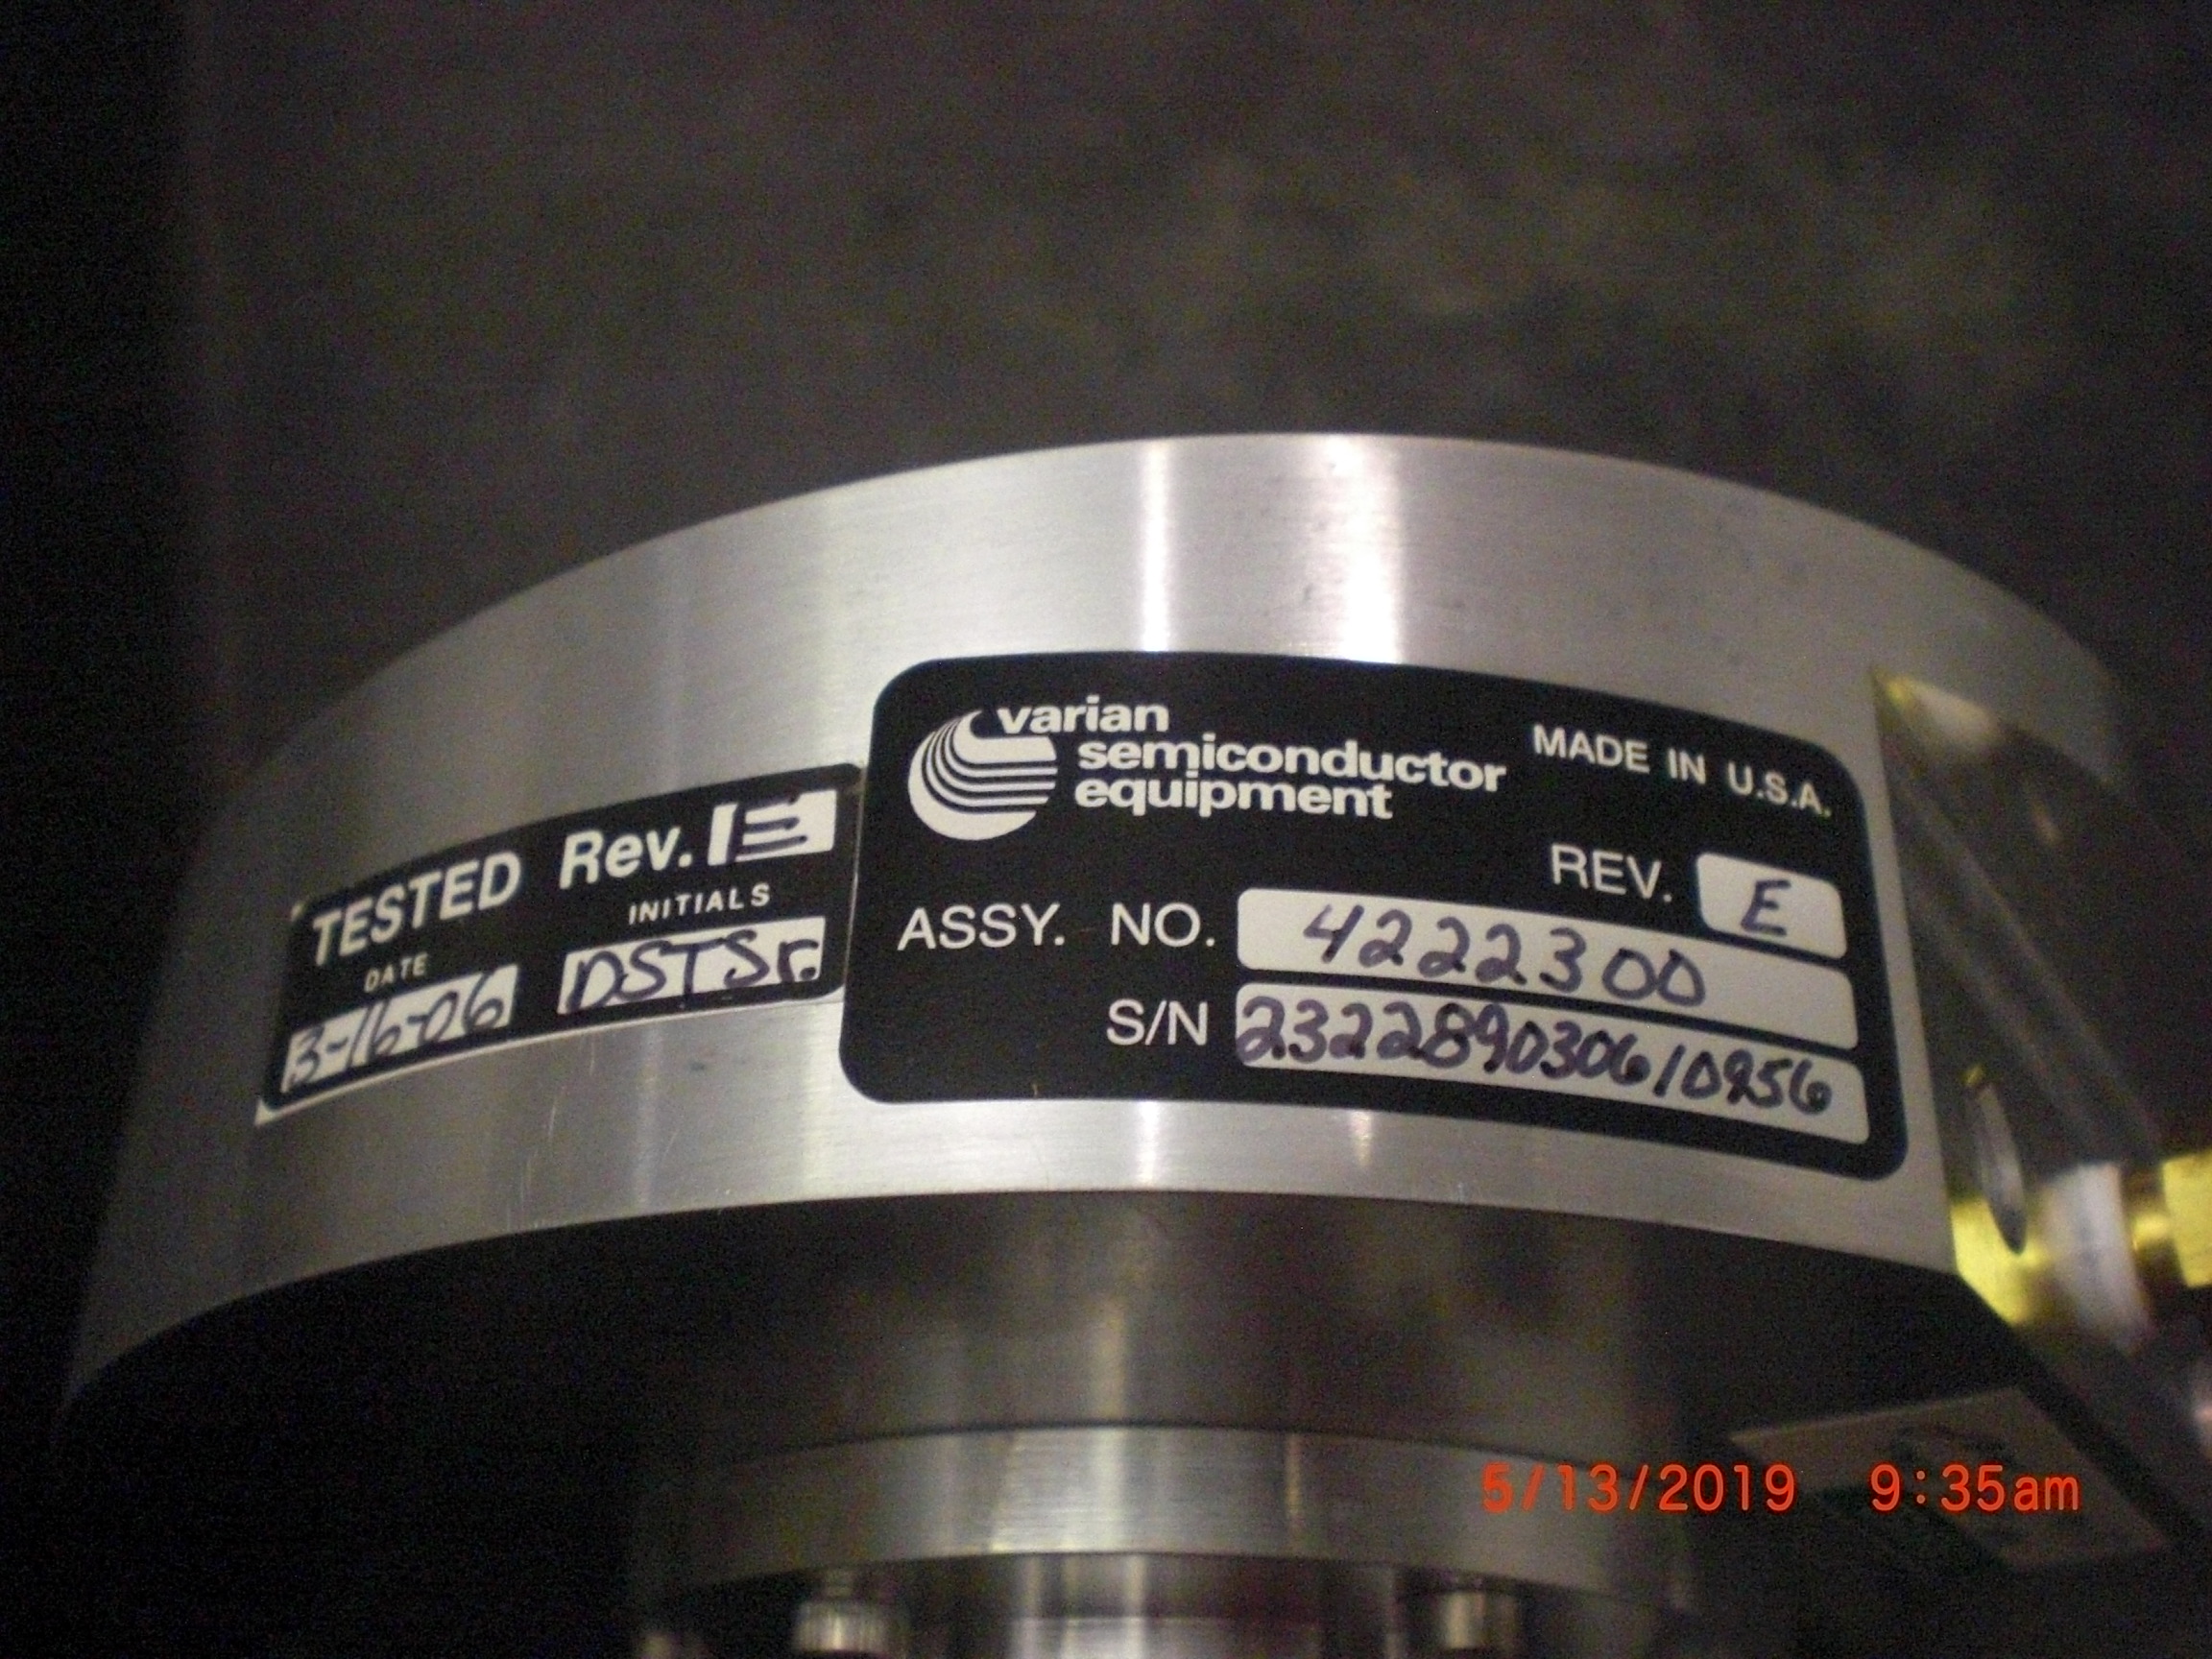 TESTED Rev. E
DATE INITIALS
3-16-06 DSTSr.
varian
semiconductor
equipment
MADE IN U.S.A.
REV. E
ASSY. NO. 4222300
S/N
5/13/2019 9:35am